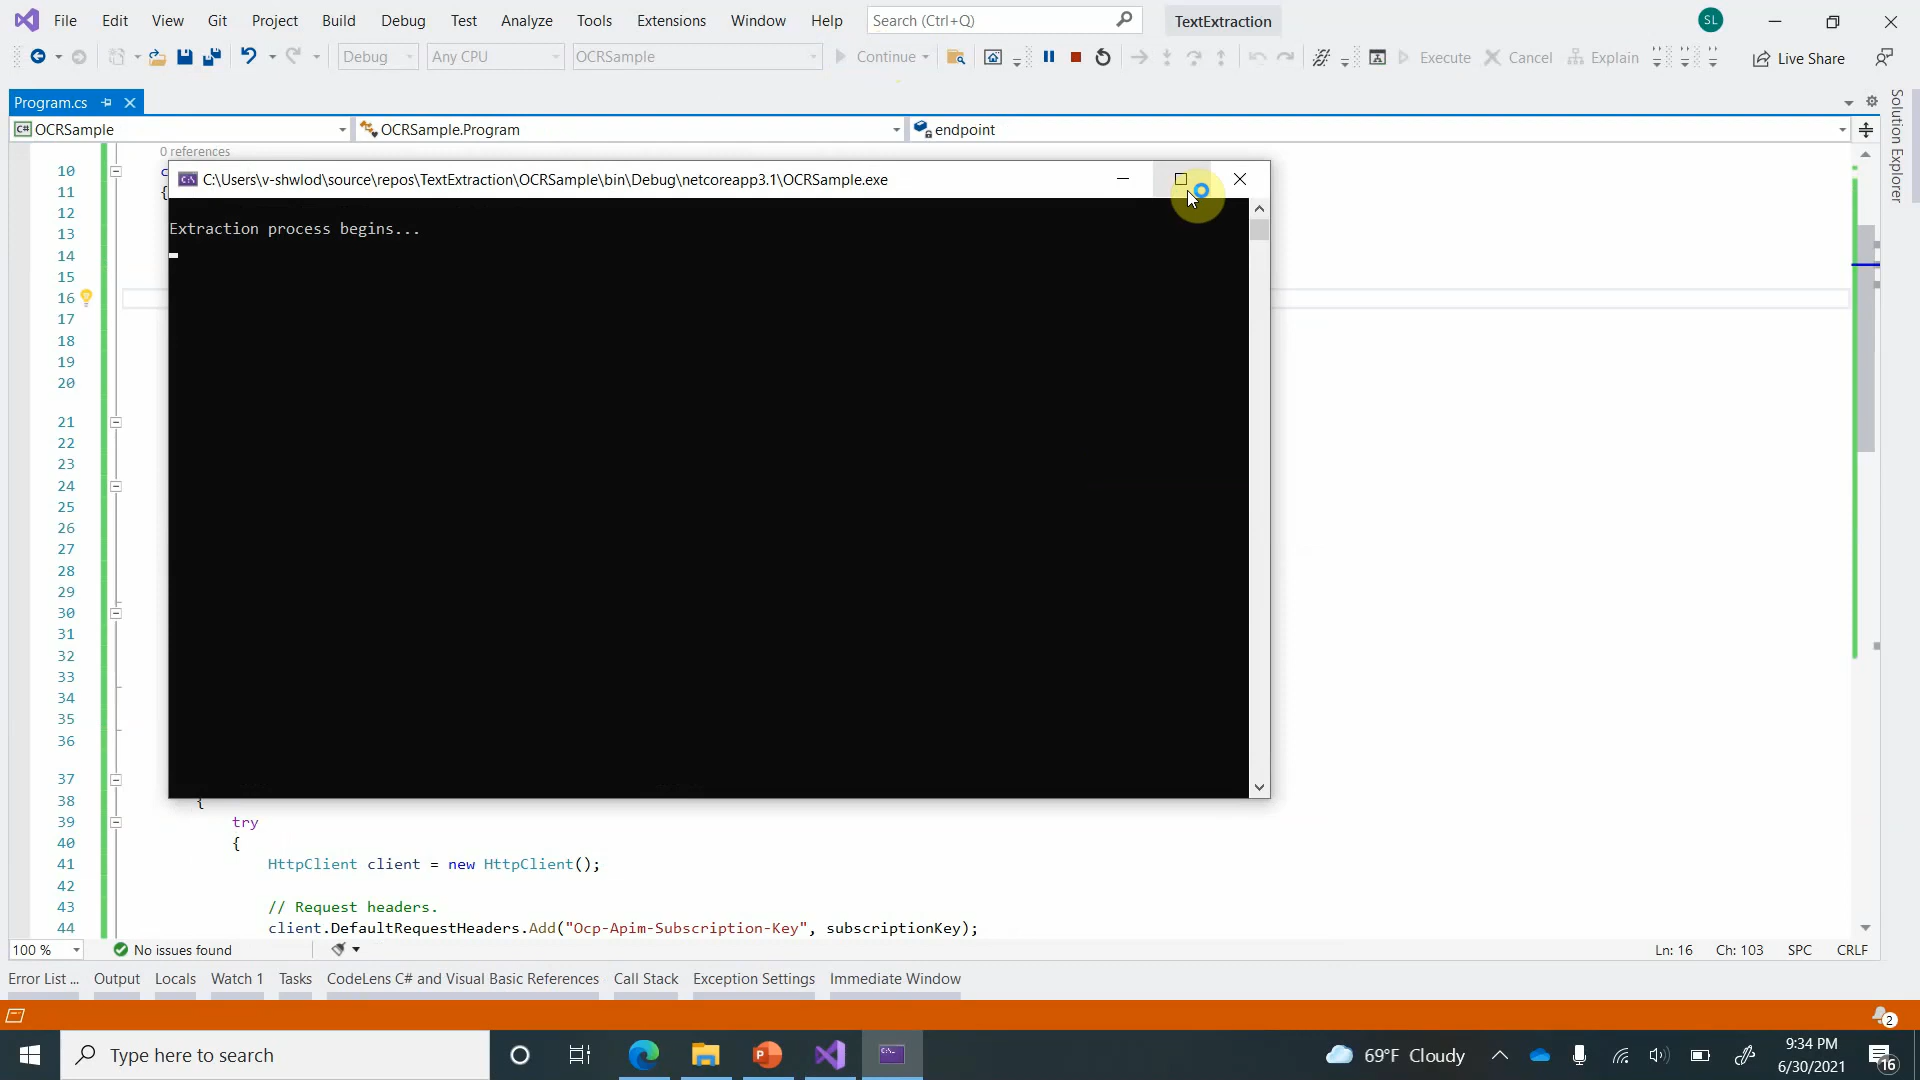 File Edit View Git Project Build Debug Test Analyze Tools Extensions Window Help Search (Ctrl+Q) TextExtraction SL
Debug Any CPU OCRSample Continue Execute Cancel Explain Live Share
Program.cs
C# OCRSample OCRSample.Program endpoint
Solution Explorer
0 references
C:\Users\v-shwlod\source\repos\TextExtraction\OCRSample\bin\Debug\netcoreapp3.1\OCRSample.exe
Extraction process begins...
10 c
11 {
12
13
14
15
16
17
18
19
20
21
22
23
24
25
26
27
28
29
30
31
32
33
34
35
36
37
38 {
39 try
40 {
41 HttpClient client = new HttpClient();
42
43 // Request headers.
44 client.DefaultRequestHeaders.Add("Ocp-Apim-Subscription-Key", subscriptionKey);
100 % No issues found Ln: 16 Ch: 103 SPC CRLF
Error List ... Output Locals Watch 1 Tasks CodeLens C# and Visual Basic References Call Stack Exception Settings Immediate Window
2
Type here to search 69°F Cloudy 9:34 PM
6/30/2021 16